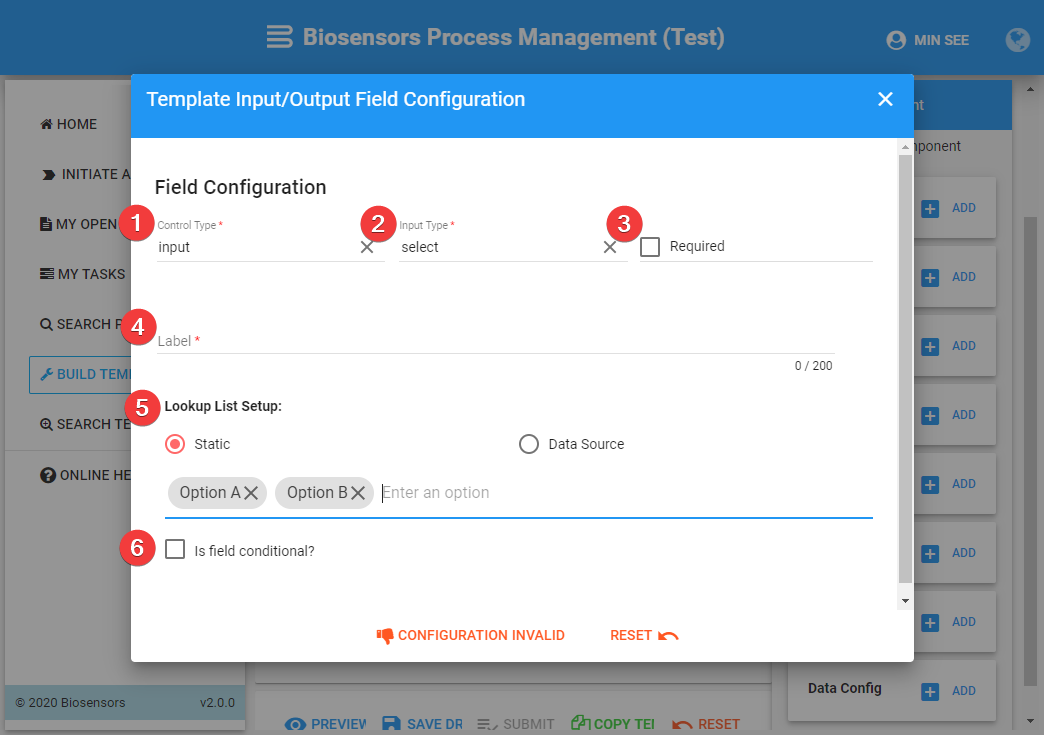 Biosensors Process Management (Test)
MIN SEE
Template Input/Output Field Configuration
HOME
INITIATE A
MY OPEN
MY TASKS
SEARCH
BUILD TEM
SEARCH TE
ONLINE HE
© 2020 Biosensors
v2.0.0
Field Configuration
1
Control Type *
input
2
Input Type *
select
3
Required
4
Label *
0 / 200
5
Lookup List Setup:
Static
Data Source
Option A
Option B
Enter an option
6
Is field conditional?
CONFIGURATION INVALID
RESET
nt
ponent
ADD
ADD
ADD
ADD
ADD
ADD
ADD
Data Config
ADD
PREVIEW
SAVE DR
SUBMIT
COPY TEI
RESET